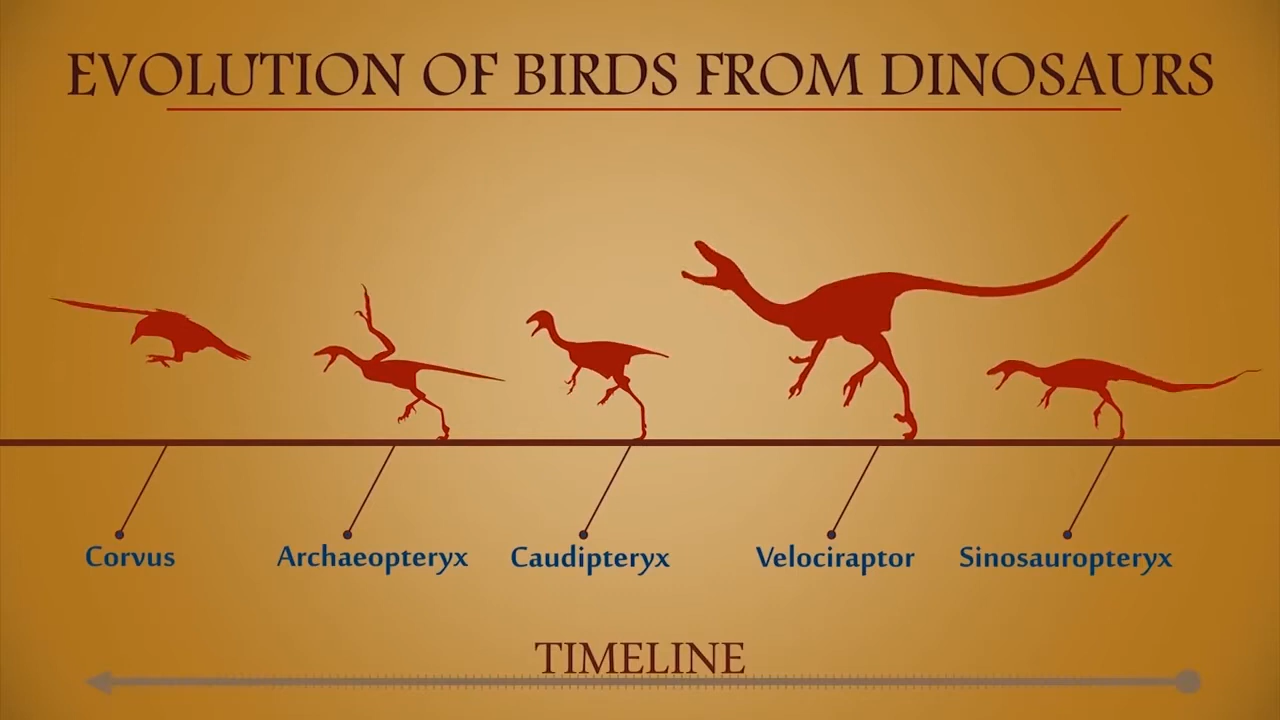 EVOLUTION OF BIRDS FROM DINOSAURS
Corvus Archaeopteryx Caudipteryx Velociraptor Sinosauropteryx
TIMELINE